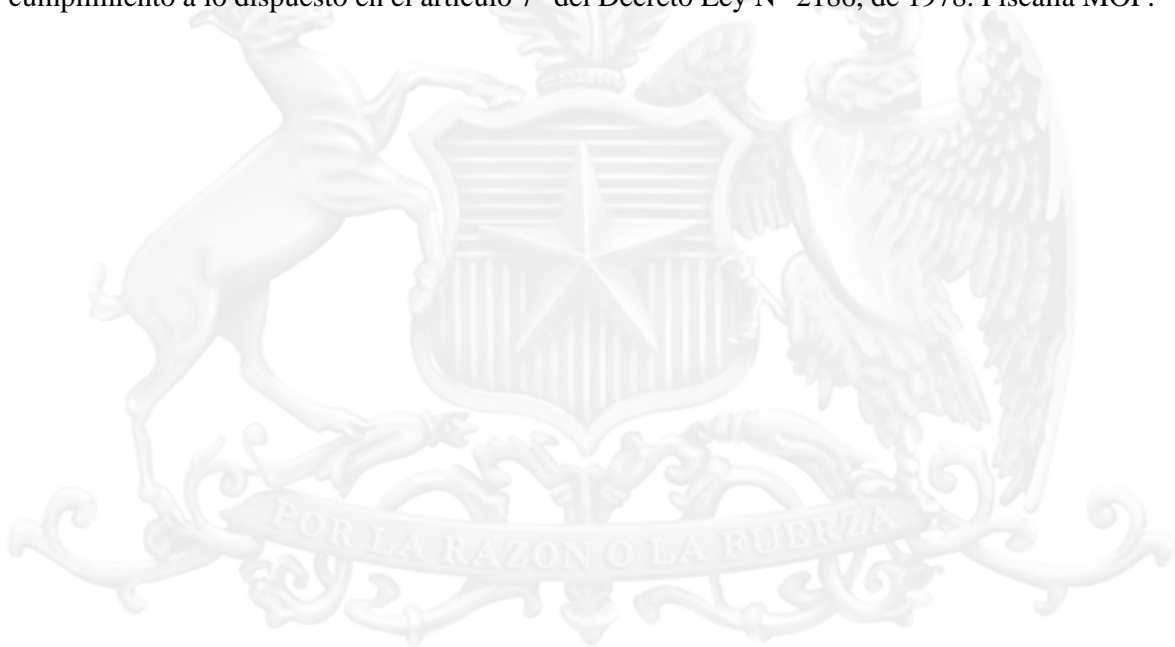 cumplimiento a lo dispuesto en el artículo 7° del Decreto Ley N° 2186, de 1978. Fiscalía MOP.
POR LA RAZON O LA FUERZA